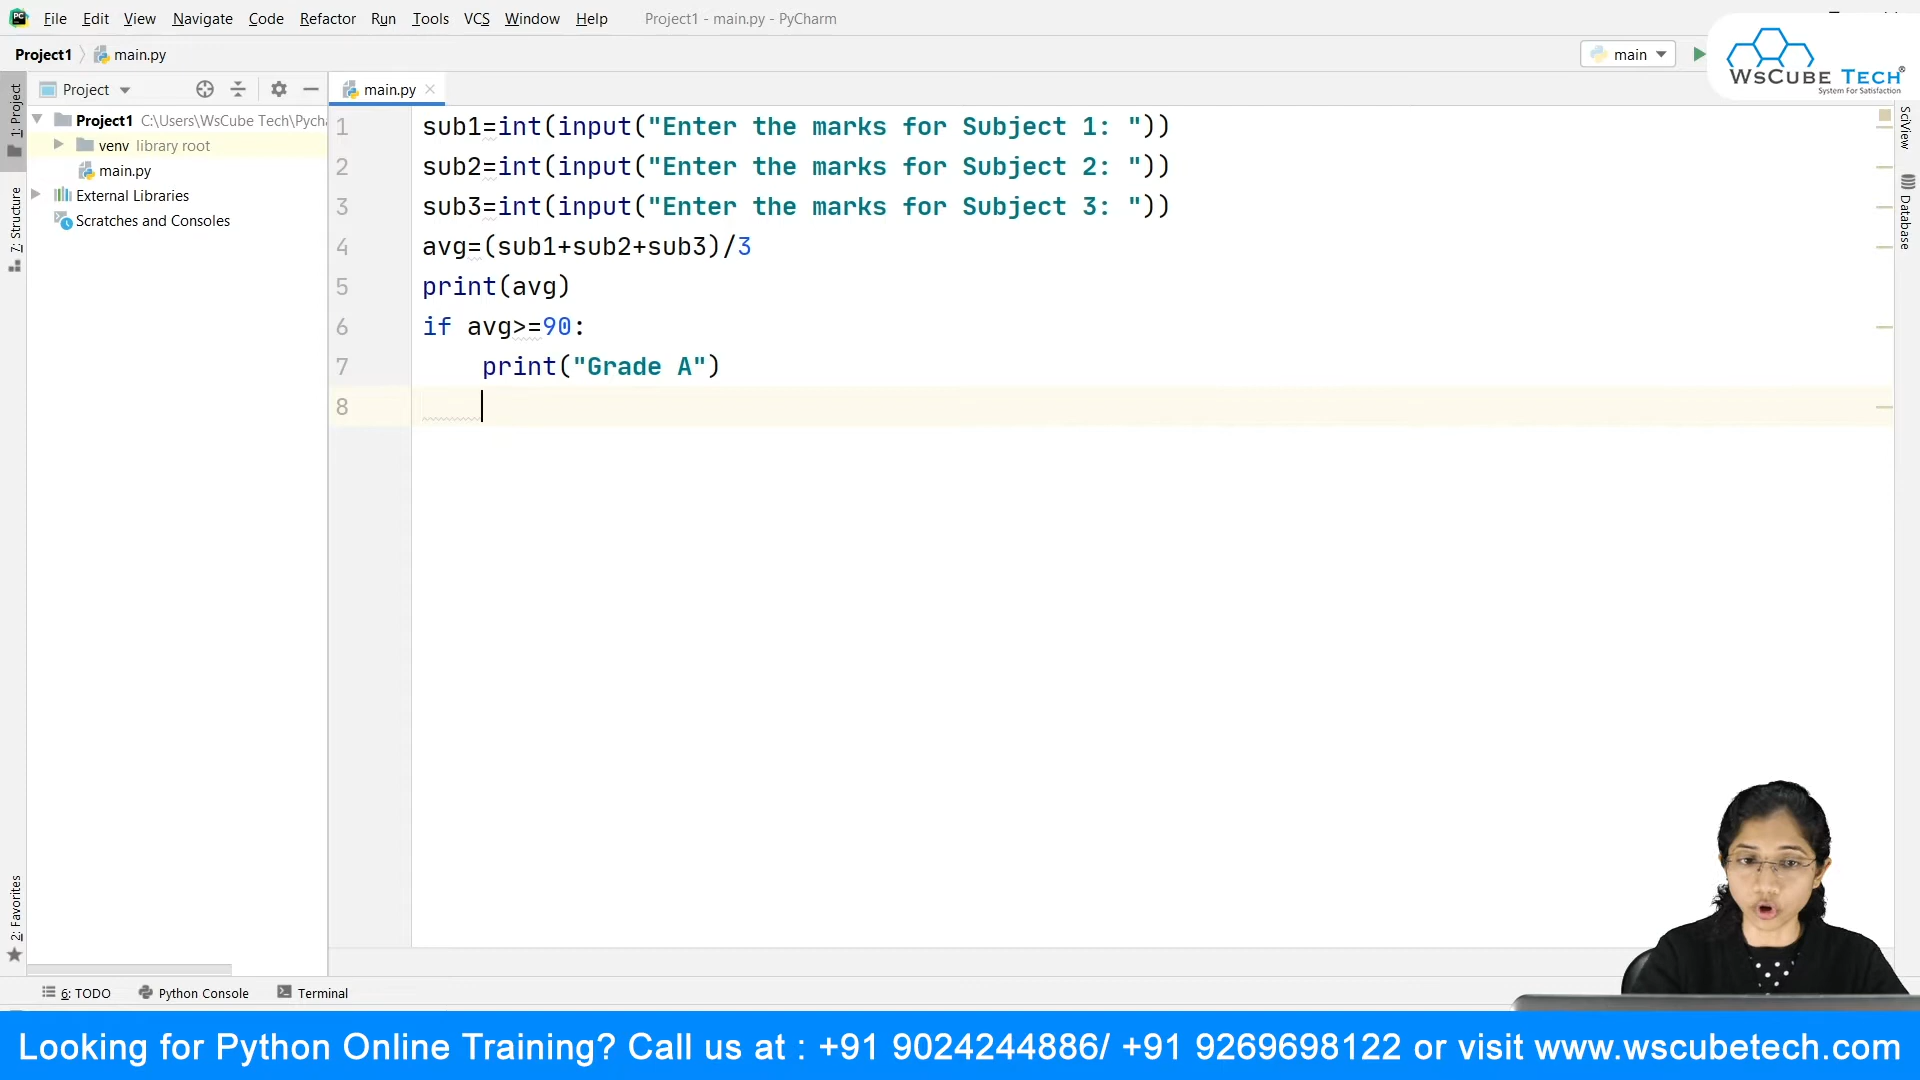 File Edit View Navigate Code Refactor Run Tools VCS Window Help Project1 - main.py - PyCharm
Project1 main.py
main
WsCube Tech®
System For Satisfaction
Project
main.py
1: Project
7: Structure
2: Favorites
SciView
Database
Project1 C:\Users\WsCube Tech\Pych
venv library root
main.py
External Libraries
Scratches and Consoles
1 sub1=int(input("Enter the marks for Subject 1: "))
2 sub2=int(input("Enter the marks for Subject 2: "))
3 sub3=int(input("Enter the marks for Subject 3: "))
4 avg=(sub1+sub2+sub3)/3
5 print(avg)
6 if avg>=90:
7 print("Grade A")
8
6: TODO Python Console Terminal
Looking for Python Online Training? Call us at : +91 9024244886/ +91 9269698122 or visit www.wscubetech.com